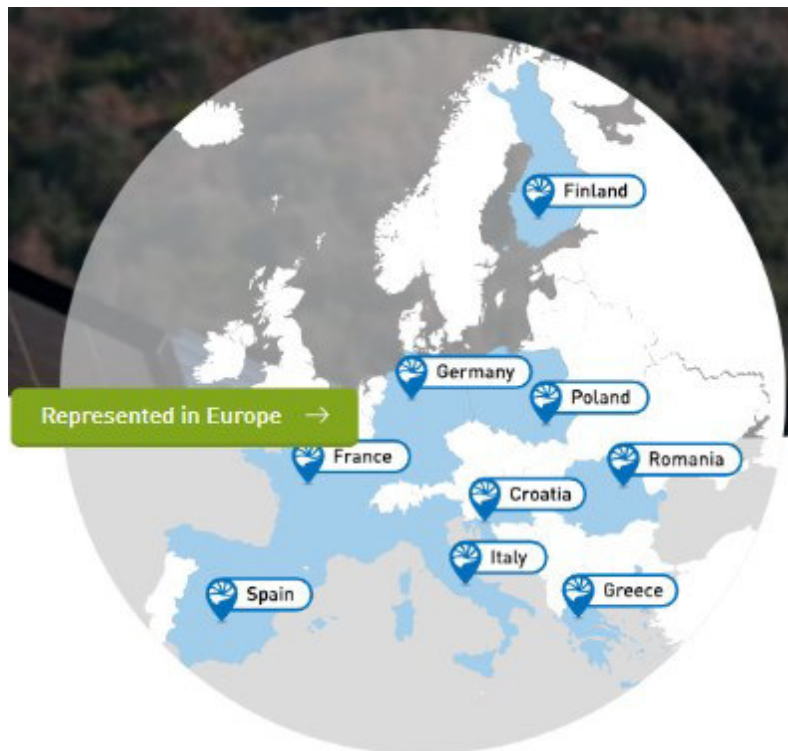 Finland
Germany
Poland
Represented in Europe →
France
Romania
Croatia
Italy
Spain
Greece